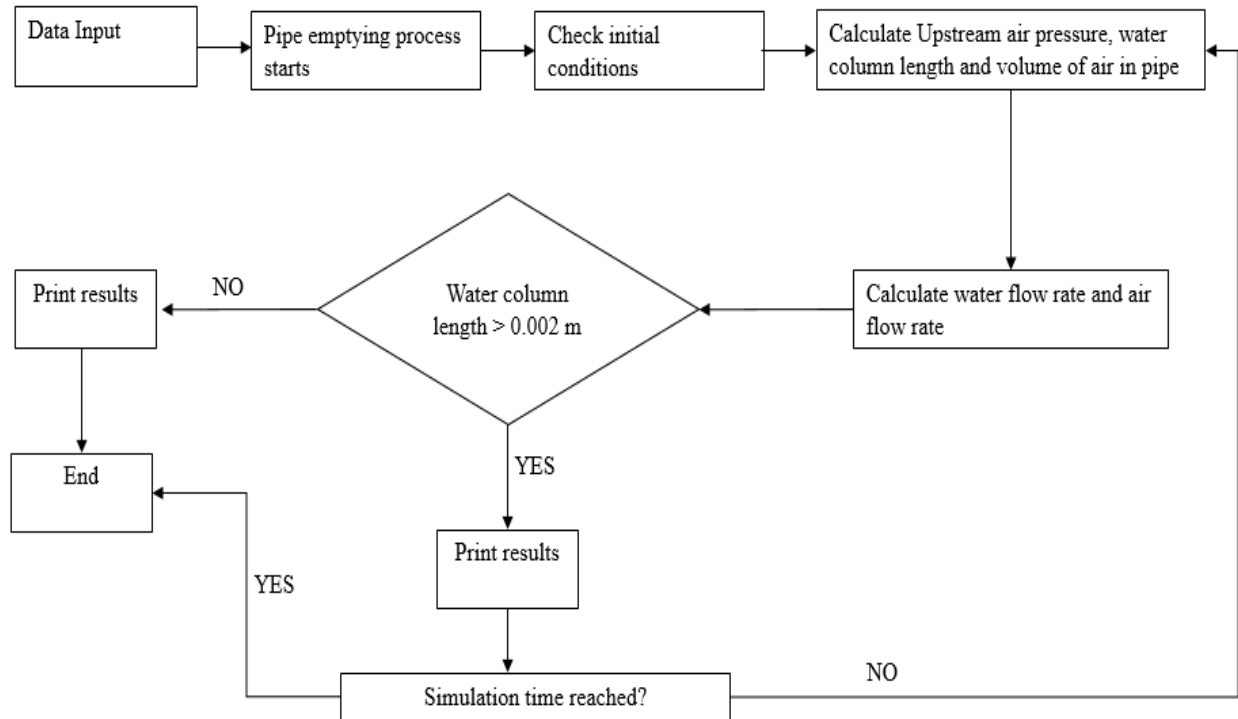 Data Input
Pipe emptying process
starts
Check initial
conditions
Calculate Upstream air pressure, water
column length and volume of air in pipe
Calculate water flow rate and air
flow rate
Water column
length > 0.002 m
NO
Print results
End
YES
Print results
YES
Simulation time reached?
NO